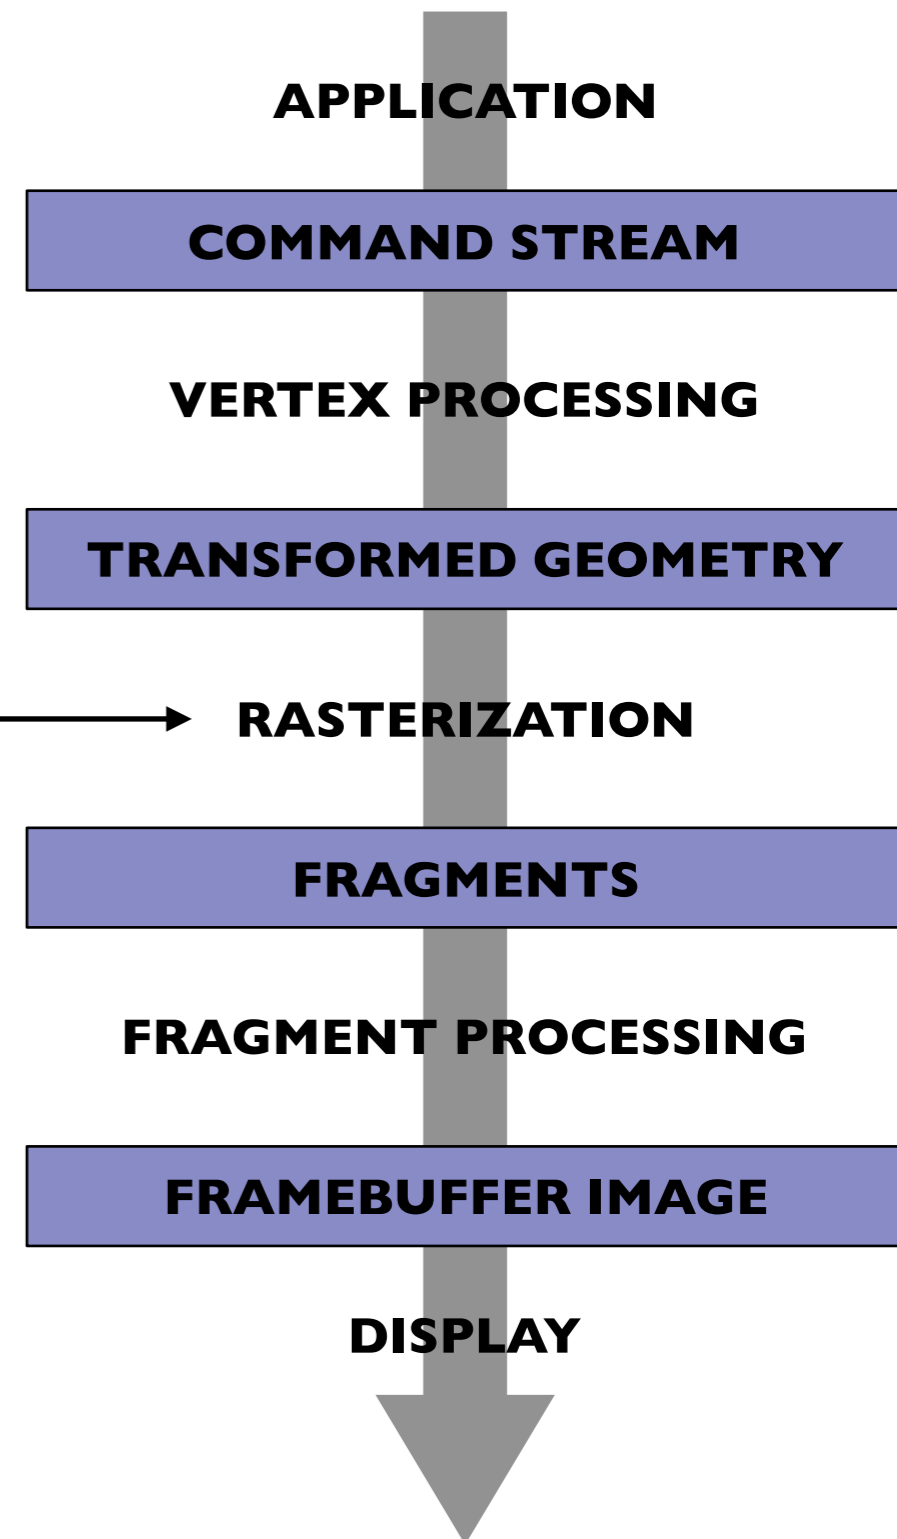 APPLICATION
COMMAND STREAM
VERTEX PROCESSING
TRANSFORMED GEOMETRY
RASTERIZATION
FRAGMENTS
FRAGMENT PROCESSING
FRAMEBUFFER IMAGE
DISPLAY